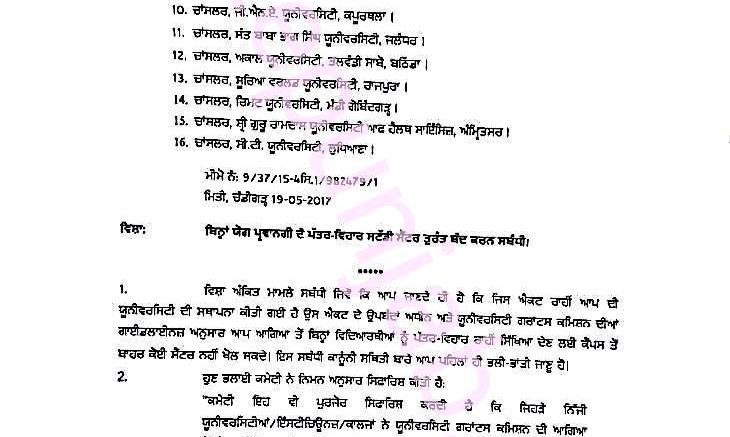 10. ਚਾਂਸਲਰ, ਜੀ.ਐਨ.ਏ. ਯੂਨੀਵਰਸਿਟੀ, ਕਪੂਰਥਲਾ।
11. ਚਾਂਸਲਰ, ਸੰਤ ਬਾਬਾ ਭਾਗ ਸਿੰਘ ਯੂਨੀਵਰਸਿਟੀ, ਜਲੰਧਰ।
12. ਚਾਂਸਲਰ, ਅਕਾਲ ਯੂਨੀਵਰਸਿਟੀ, ਤਲਵੰਡੀ ਸਾਬੋ, ਬਠਿੰਡਾ।
13. ਚਾਂਸਲਰ, ਸੂਰਿਆ ਵਰਲਡ ਯੂਨੀਵਰਸਿਟੀ, ਰਾਜਪੁਰਾ।
14. ਚਾਂਸਲਰ, ਰਿਮਟ ਯੂਨੀਵਰਸਿਟੀ, ਮੰਡੀ ਗੋਬਿੰਦਗੜ੍ਹ।
15. ਚਾਂਸਲਰ, ਸ਼੍ਰੀ ਗੁਰੂ ਰਾਮਦਾਸ ਯੂਨੀਵਰਸਿਟੀ ਆਫ ਹੈਲਥ ਸਾਇੰਸਿਜ਼, ਅੰਮ੍ਰਿਤਸਰ।
16. ਚਾਂਸਲਰ, ਸੀ.ਟੀ. ਯੂਨੀਵਰਸਿਟੀ, ਲੁਧਿਆਣਾ।
ਮੀਮੋ ਨੰ: 9/37/15-4ਸਿ.1/982479/1
ਮਿਤੀ, ਚੰਡੀਗੜ੍ਹ 19-05-2017
ਵਿਸ਼ਾ: ਬਿਨ੍ਹਾਂ ਯੋਗ ਪ੍ਰਵਾਨਗੀ ਦੇ ਪੱਤਰ-ਵਿਹਾਰ ਸਟੱਡੀ ਸੈਂਟਰ ਤੁਰੰਤ ਬੰਦ ਕਰਨ ਸਬੰਧੀ।
*****
1. ਵਿਸ਼ਾ ਅੰਕਿਤ ਮਾਮਲੇ ਸਬੰਧੀ ਜਿਵੇਂ ਕਿ ਆਪ ਜਾਣਦੇ ਹੀ ਹੋ ਕਿ ਜਿਸ ਐਕਟ ਰਾਹੀਂ ਆਪ ਦੀ
ਯੂਨੀਵਰਸਿਟੀ ਦੀ ਸਥਾਪਨਾ ਕੀਤੀ ਗਈ ਹੈ ਉਸ ਐਕਟ ਦੇ ਉਪਬੰਦਾਂ ਅਧੀਨ ਅਤੇ ਯੂਨੀਵਰਸਿਟੀ ਗਰਾਂਟਸ ਕਮਿਸ਼ਨ ਦੀਆਂ
ਗਾਈਡਲਾਈਨਜ਼ ਅਨੁਸਾਰ ਆਪ ਆਗਿਆ ਤੋਂ ਬਿਨ੍ਹਾਂ ਵਿਦਿਆਰਥੀਆਂ ਨੂੰ ਪੱਤਰ-ਵਿਹਾਰ ਰਾਹੀਂ ਸਿੱਖਿਆ ਦੇਣ ਲਈ ਕੈਂਪਸ ਤੋਂ
ਬਾਹਰ ਕੋਈ ਸੈਂਟਰ ਨਹੀਂ ਖੋਲ ਸਕਦੇ। ਇਸ ਸਬੰਧੀ ਕਾਨੂੰਨੀ ਸਥਿਤੀ ਬਾਰੇ ਆਪ ਪਹਿਲਾਂ ਹੀ ਭਲੀ-ਭਾਂਤੀ ਜਾਣੂ ਹੋ।
2. ਹੁਣ ਭਲਾਈ ਕਮੇਟੀ ਨੇ ਨਿਮਨ ਅਨੁਸਾਰ ਸਿਫਾਰਿਸ਼ ਕੀਤੀ ਹੈ:
"ਕਮੇਟੀ ਇਹ ਵੀ ਪੁਰਜੋਰ ਸਿਫਾਰਿਸ਼ ਕਰਦੀ ਹੈ ਕਿ ਜਿਹੜੇ ਨਿੱਜੀ
ਯੂਨੀਵਰਸਿਟੀਆਂ/ਇੰਸਟੀਚਿਊਨਜ਼/ਕਾਲਜਾਂ ਨੇ ਯੂਨੀਵਰਸਿਟੀ ਗਰਾਂਟਸ ਕਮਿਸ਼ਨ ਦੀ ਆਗਿਆ